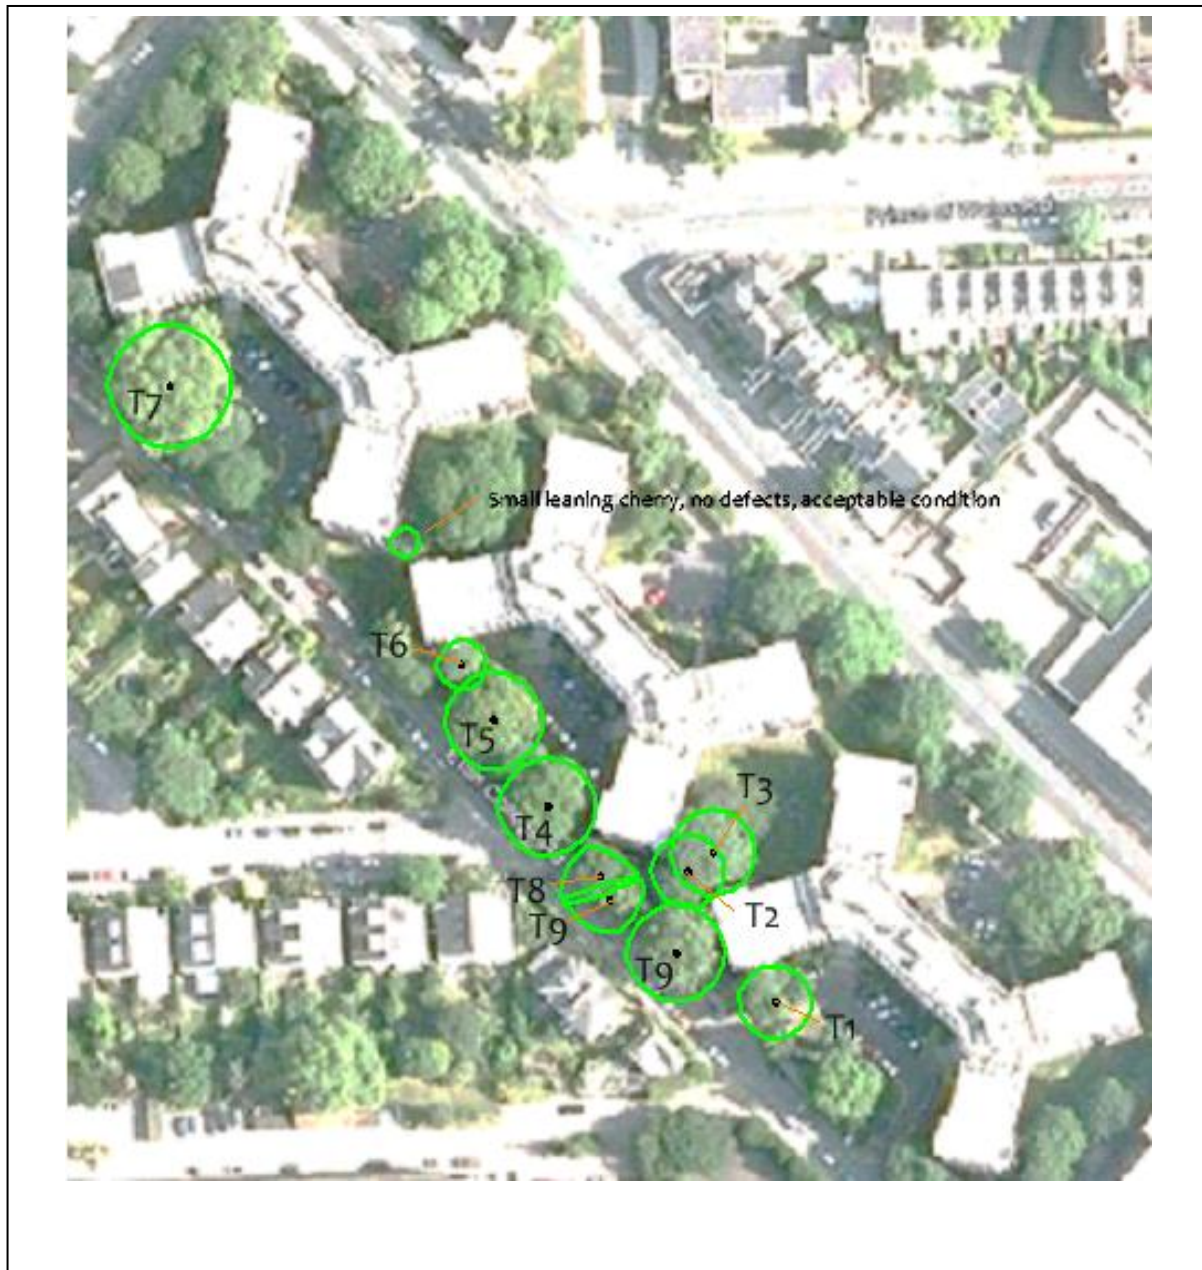 T7
Small leaning cherry, no defects, acceptable condition
T6
T5
T3
T4
T8
T2
T9
T9
T1